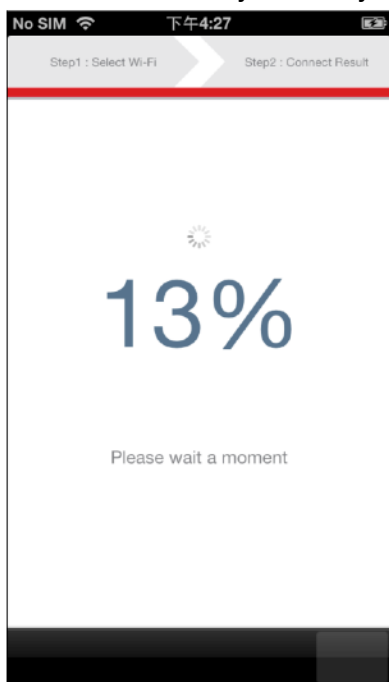 No SIM 下午4:27
Step1 : Select Wi-Fi Step2 : Connect Result
13%
Please wait a moment